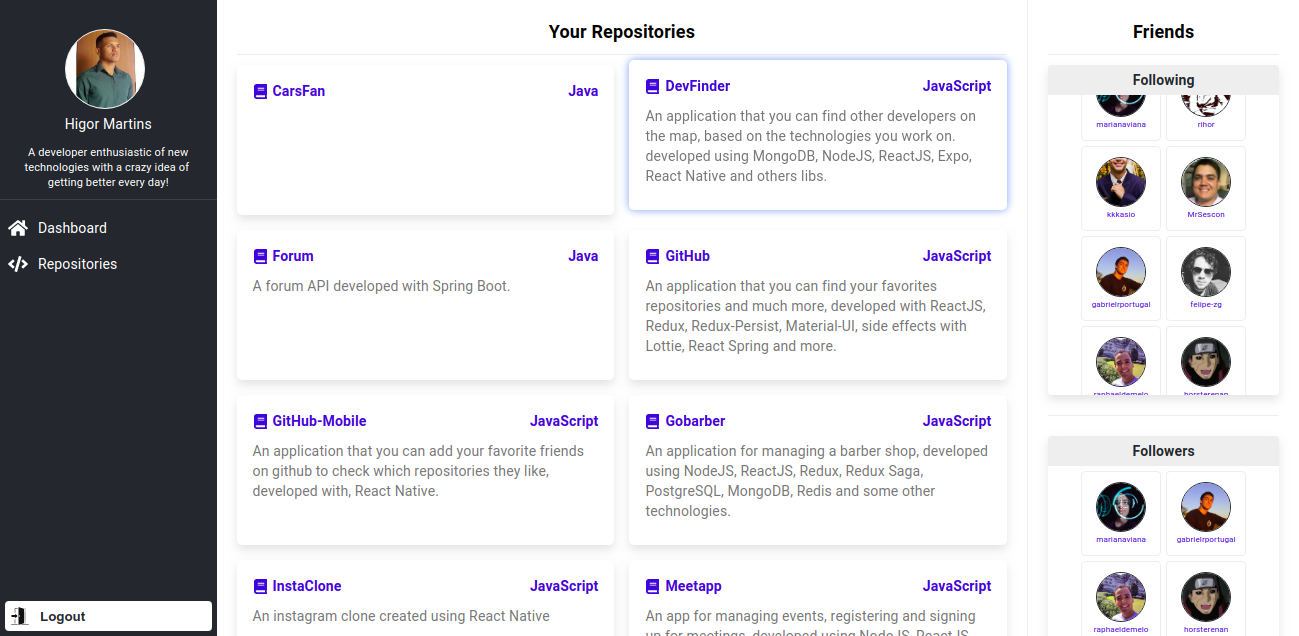 Higor Martins
A developer enthusiastic of new
technologies with a crazy idea of
getting better every day!
Dashboard
Repositories
Logout
Your Repositories
CarsFan
Java
DevFinder
JavaScript
An application that you can find other developers on
the map, based on the technologies you work on.
developed using MongoDB, NodeJS, ReactJS, Expo,
React Native and others libs.
Forum
Java
A forum API developed with Spring Boot.
GitHub
JavaScript
An application that you can find your favorites
repositories and much more, developed with ReactJS,
Redux, Redux-Persist, Material-UI, side effects with
Lottie, React Spring and more.
GitHub-Mobile
JavaScript
An application that you can add your favorite friends
on github to check which repositories they like,
developed with, React Native.
Gobarber
JavaScript
An application for managing a barber shop, developed
using NodeJS, ReactJS, Redux, Redux Saga,
PostgreSQL, MongoDB, Redis and some other
technologies.
InstaClone
JavaScript
An instagram clone created using React Native
Meetapp
JavaScript
An app for managing events, registering and signing
up for meetings, developed using NodeJS, ReactJS
Friends
Following
marianaviana
rihor
kkkasio
MrSescon
gabrielrportugal
felipe-zg
raphaeldemelo
horsterenan
Followers
marianaviana
gabrielrportugal
raphaeldemelo
horsterenan